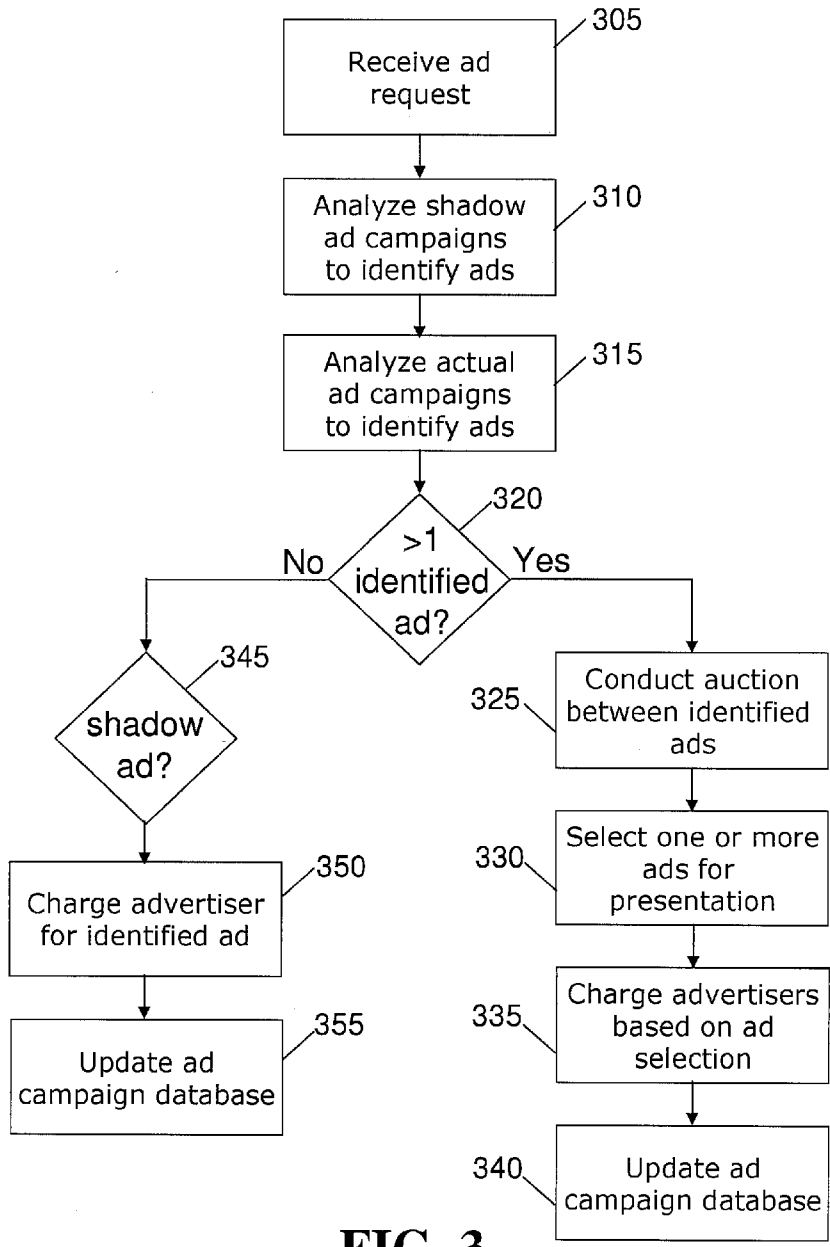 305
Receive ad
request
310
Analyze shadow
ad campaigns
to identify ads
315
Analyze actual
ad campaigns
to identify ads
320
>1
identified
ad?
No
Yes
345
shadow
ad?
325
Conduct auction
between identified
ads
350
Charge advertiser
for identified ad
330
Select one or more
ads for
presentation
355
Update ad
campaign database
335
Charge advertisers
based on ad
selection
340
Update ad
campaign database
FIG. 3